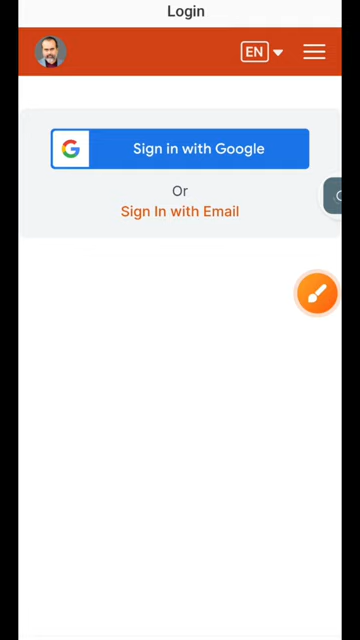 Login
EN
Sign in with Google
Or
Sign In with Email